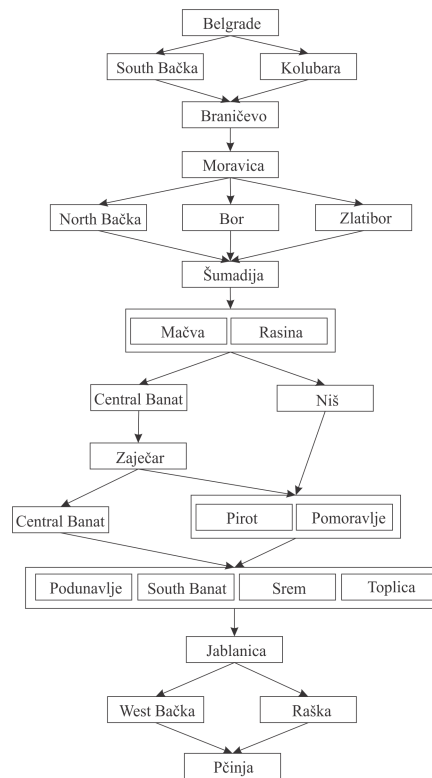 Belgrade
South Bačka Kolubara
Braničevo
Moravica
North Bačka Bor Zlatibor
Šumadija
Mačva Rasina
Central Banat Niš
Zaječar
Central Banat Pirot Pomoravlje
Podunavlje South Banat Srem Toplica
Jablanica
West Bačka Raška
Pčinja